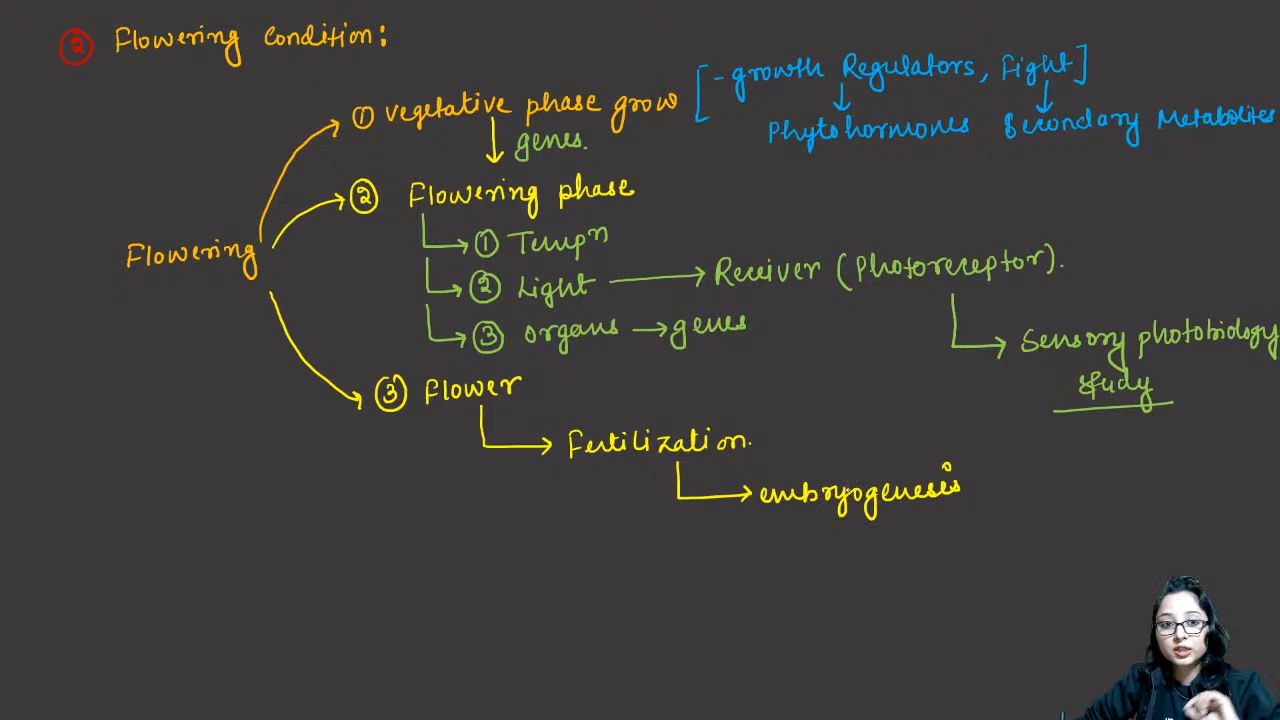 ② Flowering Condition:
[-growth Regulators, Fight]
① vegetative phase grow
Phytohormones Secondary Metabolites
genes.
② Flowering phase
Flowering
① Tempn
② Light → Receiver (Photoreceptor).
③ organs → genes
Sensory photobiology
study
③ Flower
Fertilization.
embryogenesis